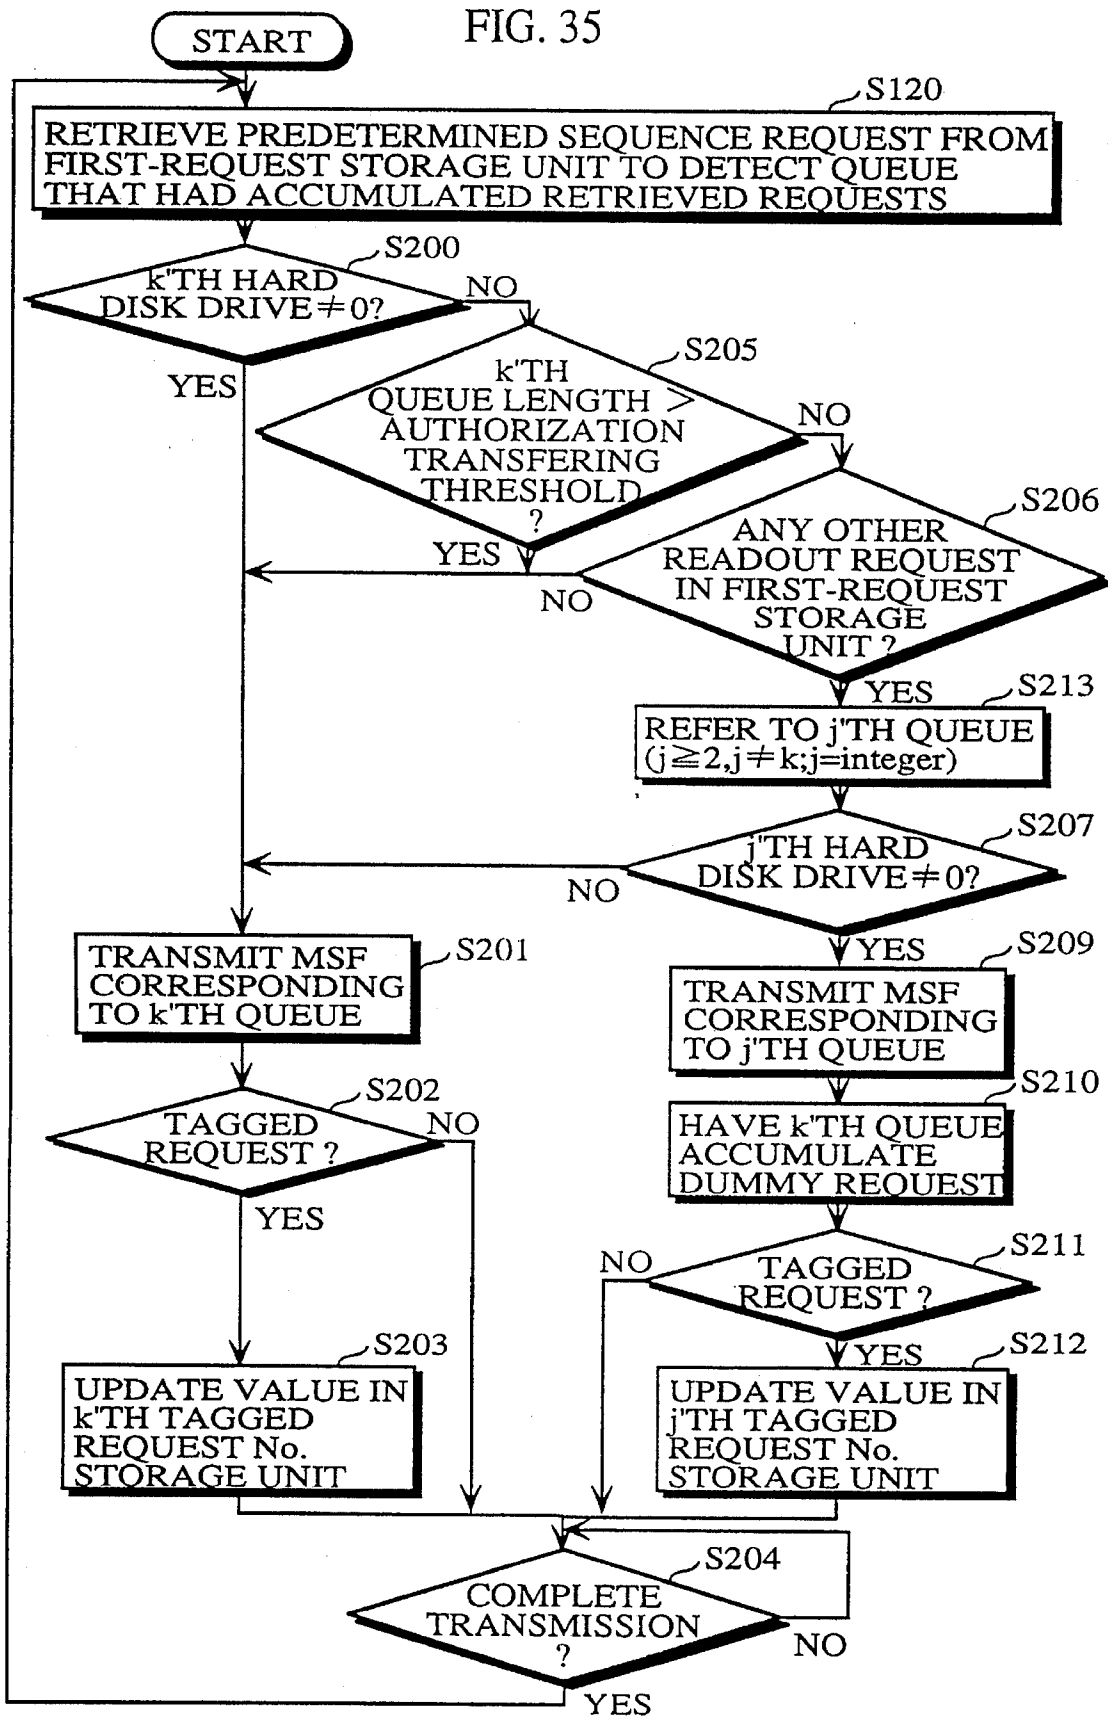 FIG. 35
START
S120
RETRIEVE PREDETERMINED SEQUENCE REQUEST FROM
FIRST-REQUEST STORAGE UNIT TO DETECT QUEUE
THAT HAD ACCUMULATED RETRIEVED REQUESTS
S200
k'TH HARD
DISK DRIVE≠0?
NO
YES
S205
k'TH
QUEUE LENGTH >
AUTHORIZATION
TRANSFERING
THRESHOLD
?
NO
YES
S206
ANY OTHER
READOUT REQUEST
IN FIRST-REQUEST
STORAGE
UNIT ?
NO
YES
S213
REFER TO j'TH QUEUE
(j≧2,j≠k;j=integer)
S207
j'TH HARD
DISK DRIVE≠0?
NO
YES
S201
TRANSMIT MSF
CORRESPONDING
TO k'TH QUEUE
S209
TRANSMIT MSF
CORRESPONDING
TO j'TH QUEUE
S202
TAGGED
REQUEST ?
NO
YES
S210
HAVE k'TH QUEUE
ACCUMULATE
DUMMY REQUEST
S211
TAGGED
REQUEST ?
NO
YES
S203
UPDATE VALUE IN
k'TH TAGGED
REQUEST No.
STORAGE UNIT
S212
UPDATE VALUE IN
j'TH TAGGED
REQUEST No.
STORAGE UNIT
S204
COMPLETE
TRANSMISSION
?
NO
YES